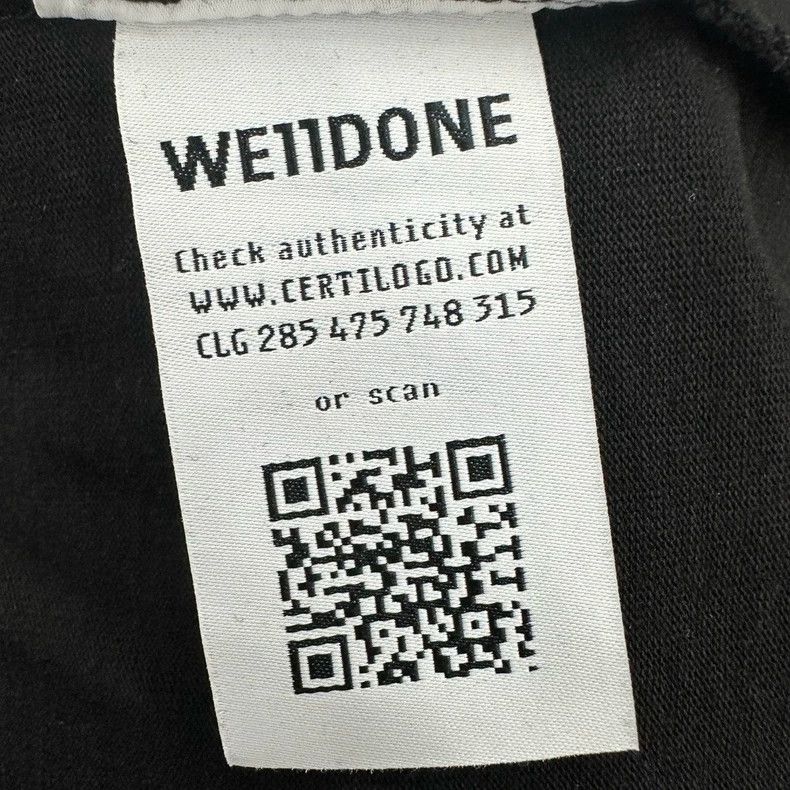 WE11DONE
Check authenticity at
WWW.CERTILOGO.COM
CLG 285 475 748 315
or scan